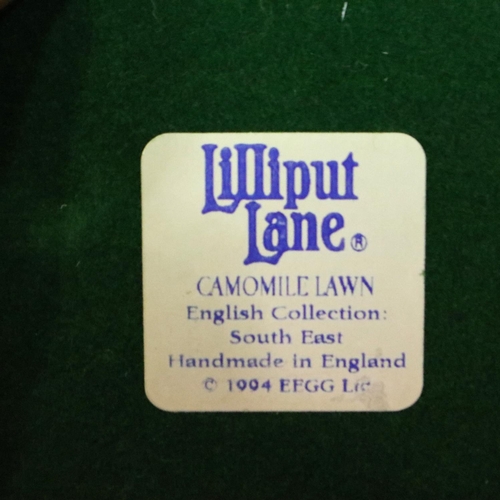 Lilliput
Lane®
CAMOMILE LAWN
English Collection:
South East
Handmade in England
© 1994 EFGG Ltd